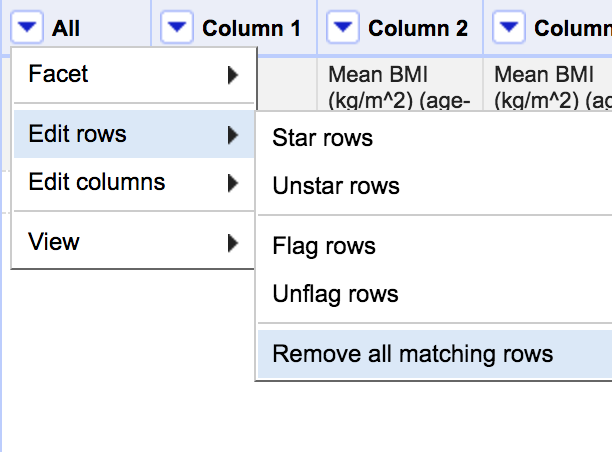 All
Column 1
Column 2
Column
Facet
Edit rows
Edit columns
View
Mean BMI
(kg/m^2) (age-
Mean BMI
(kg/m^2) (ag
Star rows
Unstar rows
Flag rows
Unflag rows
Remove all matching rows